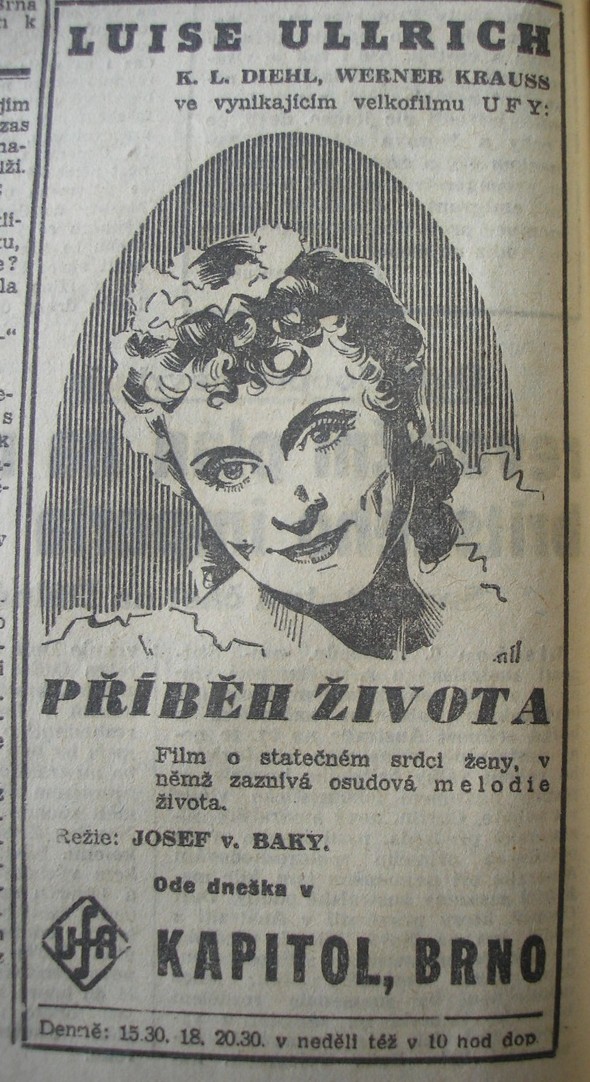 LUISE ULLRICH
K. L. DIEHL, WERNER KRAUSS
ve vynikajícím velkofilmu UFY:
PŘÍBĚH ŽIVOTA
Film o statečném srdci ženy, v
němž zaznívá osudová melodie
života.
Režie: JOSEF v. BAKY.
Ode dneška v
UFA
KAPITOL, BRNO
Denně: 15.30, 18, 20.30. v neděli též v 10 hod dop